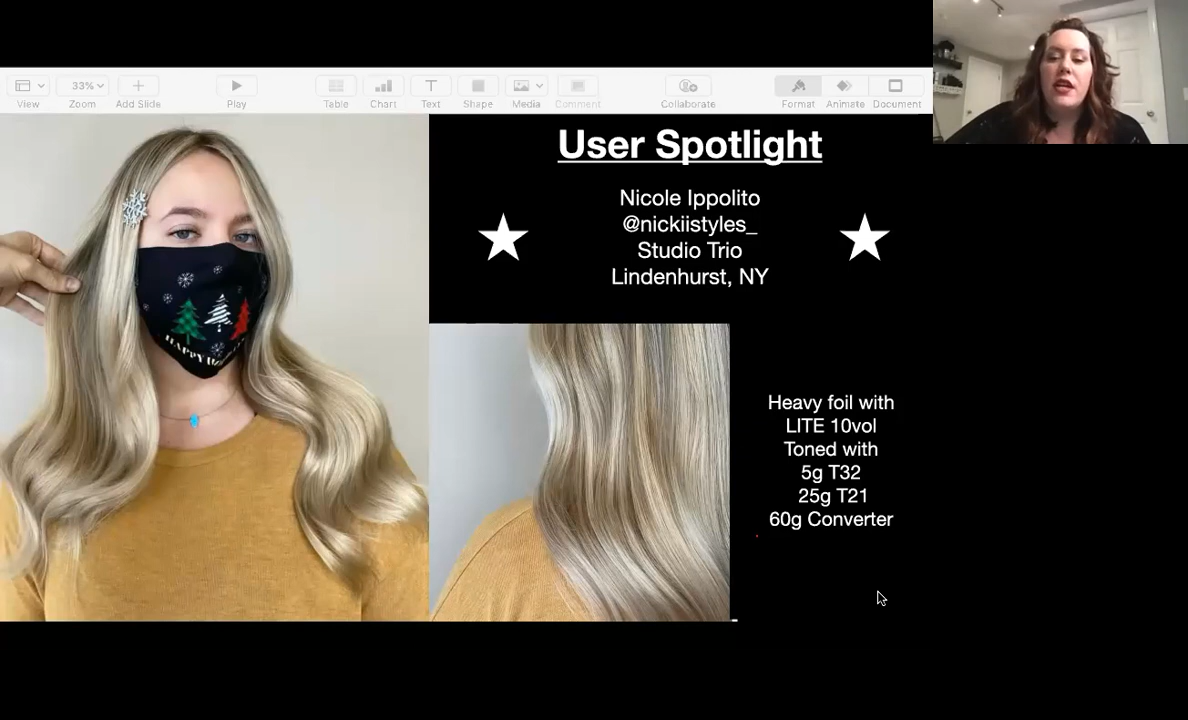 View
33%
Zoom
Add Slide
Play
Table
Chart
Text
Shape
Media
Comment
Collaborate
Format
Animate
Document
User Spotlight
Nicole Ippolito
@nickiistyles_
Studio Trio
Lindenhurst, NY
Heavy foil with
LITE 10vol
Toned with
5g T32
25g T21
60g Converter
HAPPY